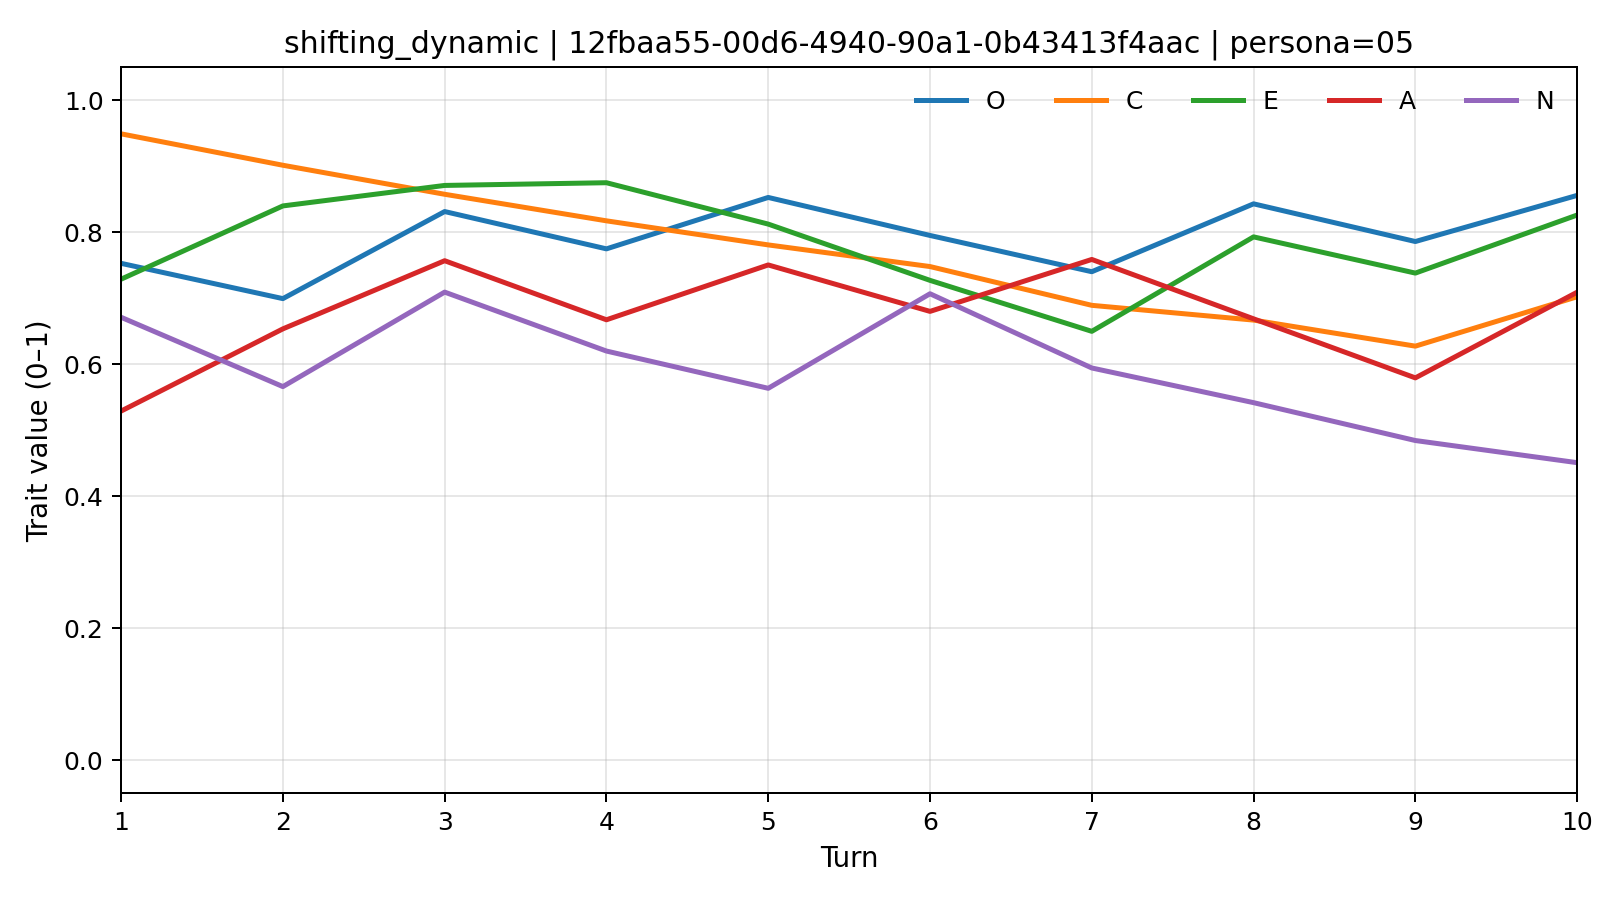 shifting_dynamic | 12fbaa55-00d6-4940-90a1-0b43413f4aac | persona=05
O C E A N
Trait value (0–1)
1.0
0.8
0.6
0.4
0.2
0.0
1 2 3 4 5 6 7 8 9 10
Turn